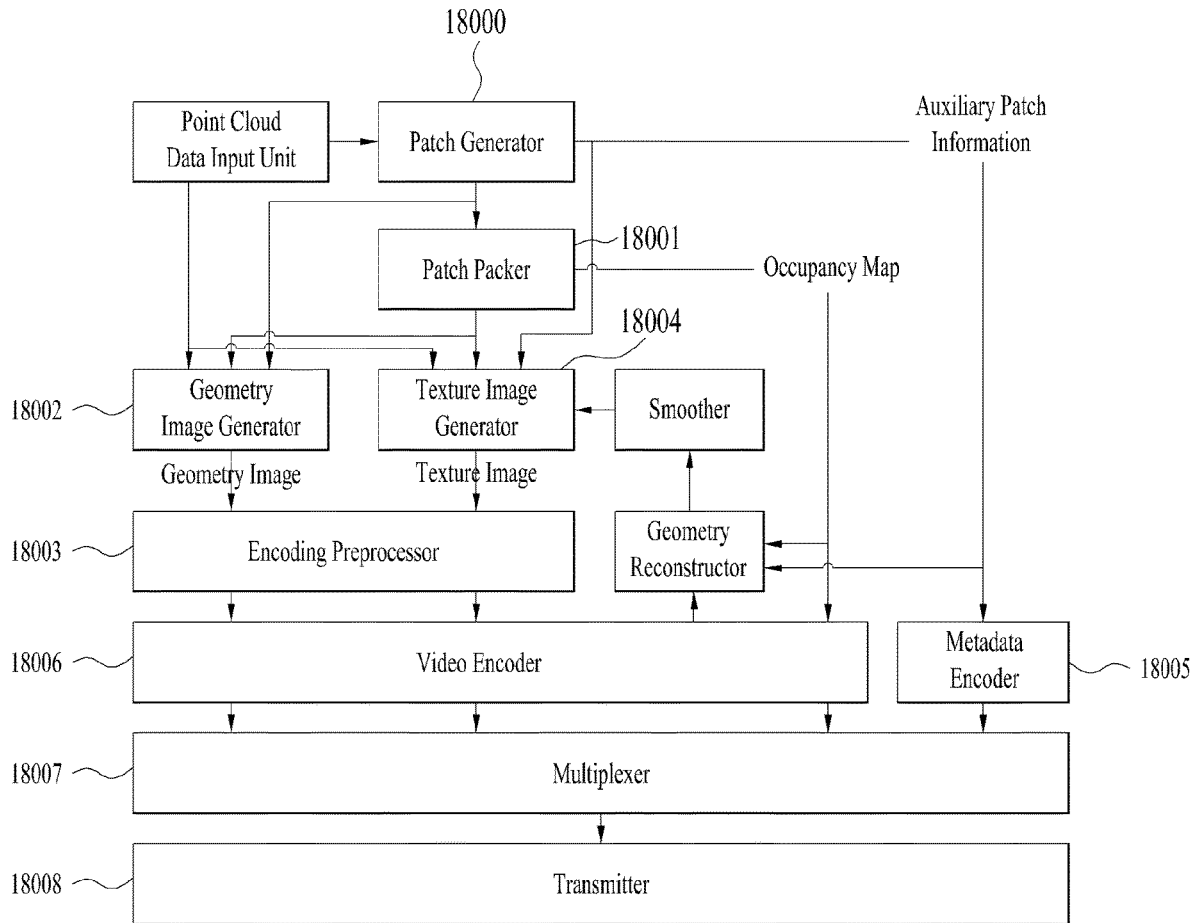 18000
Point Cloud
Data Input Unit
Patch Generator
Auxiliary Patch
Information
18001
Patch Packer
Occupancy Map
18004
18002
Geometry
Image Generator
Texture Image
Generator
Smoother
Geometry Image
Texture Image
18003
Encoding Preprocessor
Geometry
Reconstructor
18006
Video Encoder
Metadata
Encoder
18005
18007
Multiplexer
18008
Transmitter